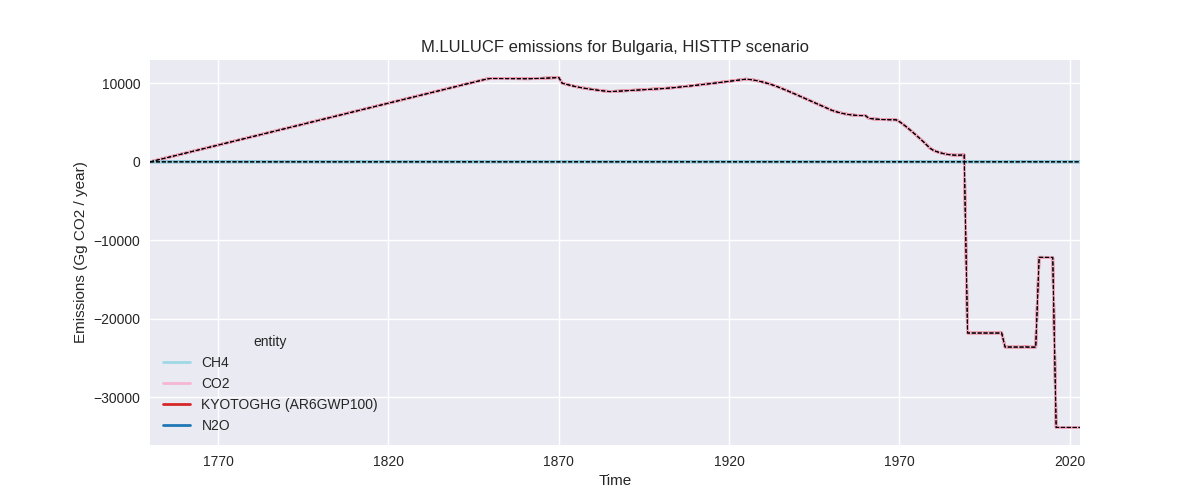 M.LULUCF emissions for Bulgaria, HISTTP scenario
Emissions (Gg CO2 / year)
10000
0
−10000
−20000
−30000
entity
CH4
CO2
KYOTOGHG (AR6GWP100)
N2O
1770 1820 1870 1920 1970 2020
Time